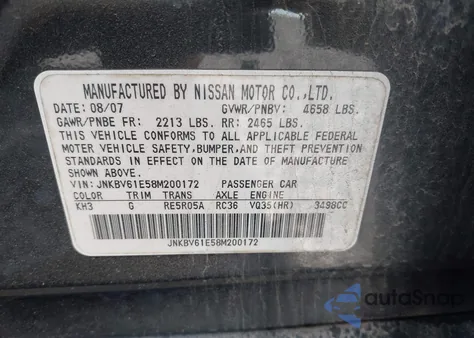 MANUFACTURED BY NISSAN MOTOR CO.,LTD.
DATE: 08/07 GVWR/PNBV: 4658 LBS.
GAWR/PNBE FR: 2213 LBS. RR: 2465 LBS.
THIS VEHICLE CONFORMS TO ALL APPLICABLE FEDERAL
MOTOR VEHICLE SAFETY,BUMPER,AND THEFT PREVENTION
STANDARDS IN EFFECT ON THE DATE OF MANUFACTURE
SHOWN ABOVE.
VIN:JNKBV61E58M200172 PASSENGER CAR
COLOR TRIM TRANS AXLE ENGINE
KH3 G RE5R05A RC36 VQ35(HR) 3498CC
JNKBV61E58M200172
autoSnap